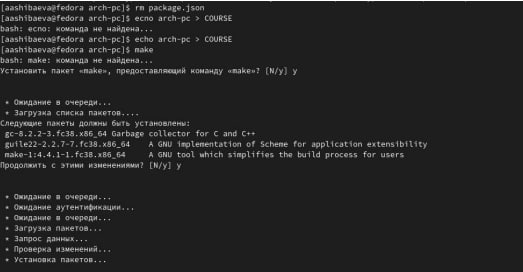 [aashibaeva@fedora arch-pc]$ rm package.json
[aashibaeva@fedora arch-pc]$ ecno arch-pc > COURSE
bash: ecno: команда не найдена...
[aashibaeva@fedora arch-pc]$ echo arch-pc > COURSE
[aashibaeva@fedora arch-pc]$ make
bash: make: команда не найдена...
Установить пакет «make», предоставляющий команду «make»? [N/y] y
* Ожидание в очереди...
* Загрузка списка пакетов....
Следующие пакеты должны быть установлены:
gc-8.2.2-3.fc38.x86_64 Garbage collector for C and C++
guile22-2.2.7-7.fc38.x86_64 A GNU implementation of Scheme for application extensibility
make-1:4.4.1-1.fc38.x86_64 A GNU tool which simplifies the build process for users
Продолжить с этими изменениями? [N/y] y
* Ожидание в очереди...
* Ожидание аутентификации...
* Ожидание в очереди...
* Загрузка пакетов...
* Запрос данных...
* Проверка изменений...
* Установка пакетов...